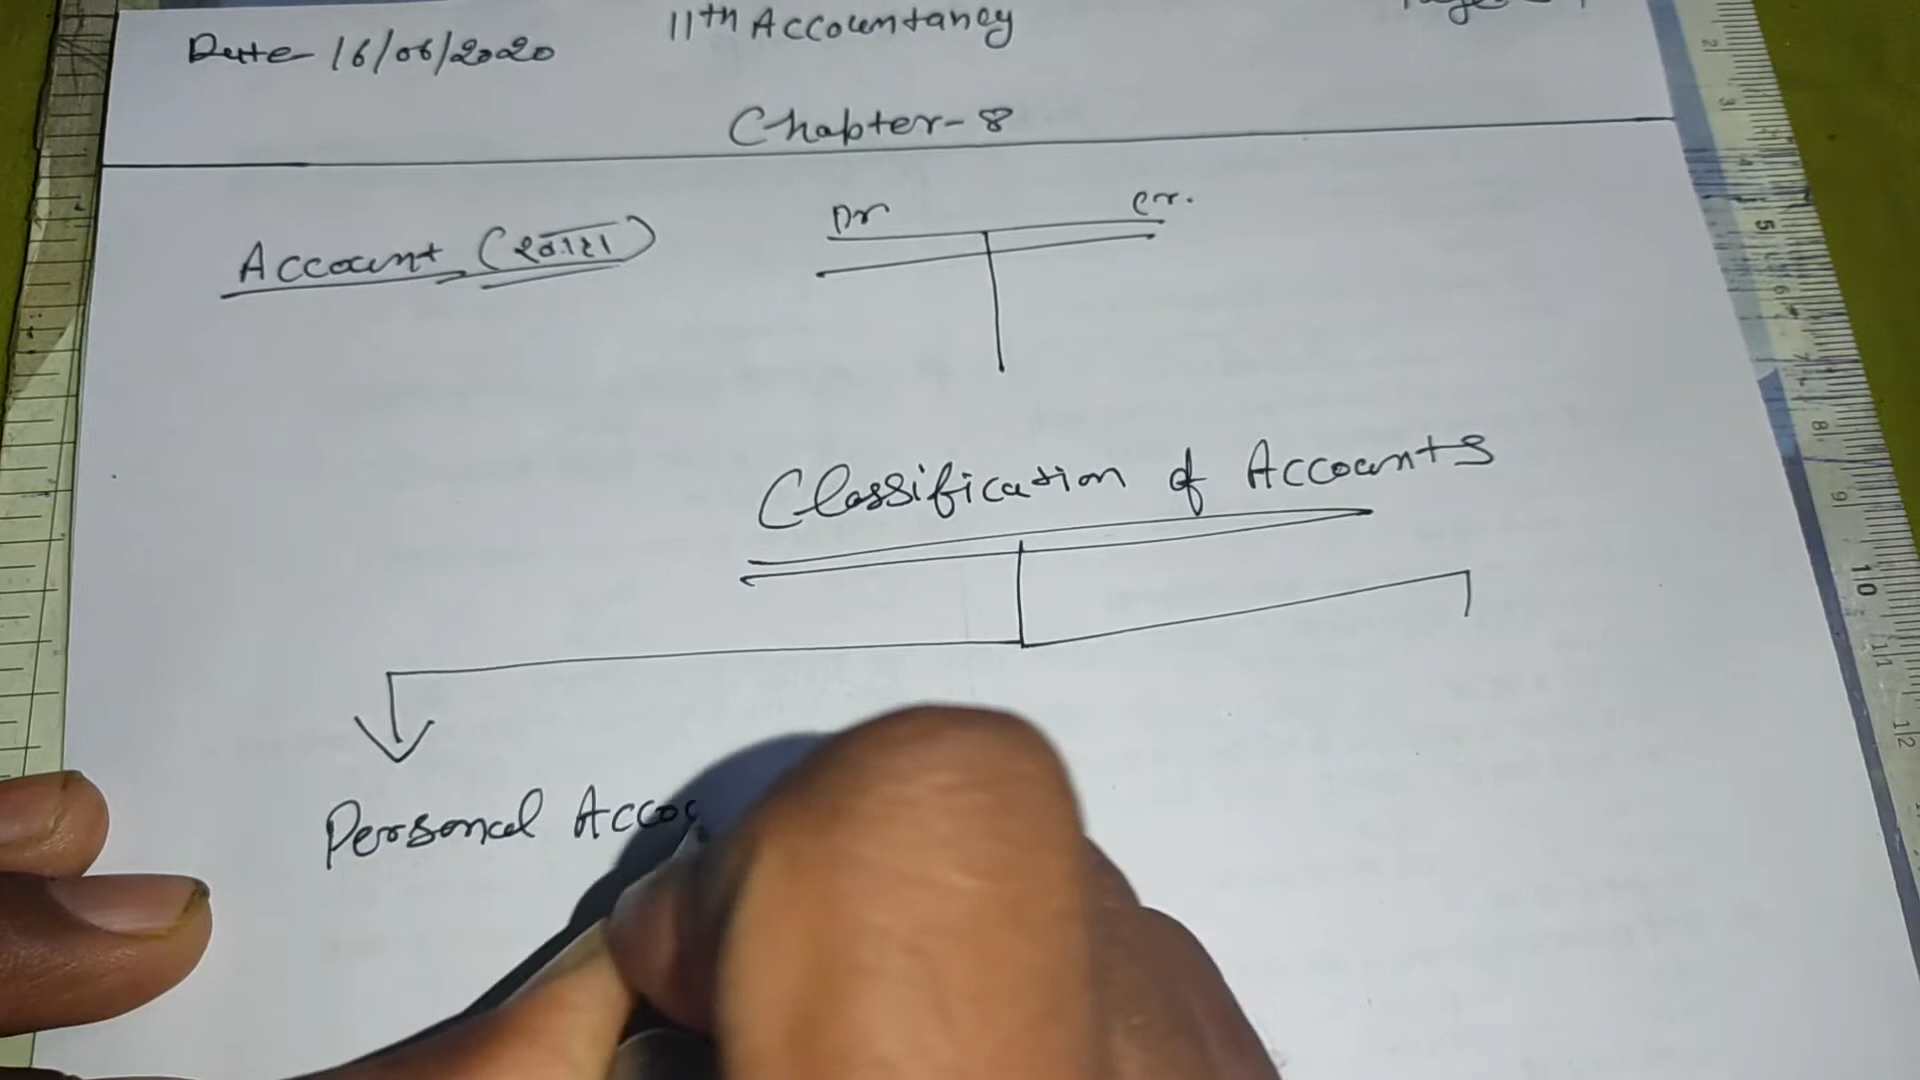 Date- 16/06/2020
11th Accountancy
Chapter-8
Dr Cr.
Account (खाता)
Classification of Accounts
Personal Acco